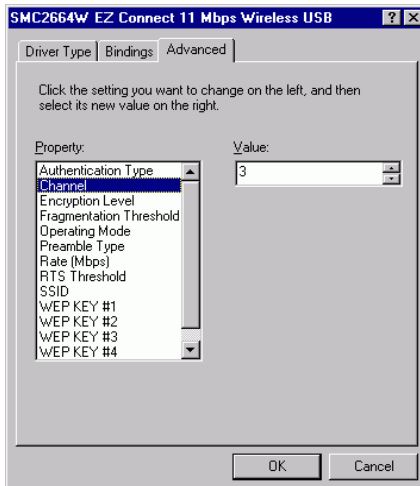 SMC2664W EZ Connect 11 Mbps Wireless USB
Driver Type Bindings Advanced
Click the setting you want to change on the left, and then
select its new value on the right.
Property: Value:
Authentication Type 3
Channel
Encryption Level
Fragmentation Threshold
Operating Mode
Preamble Type
Rate (Mbps)
RTS Threshold
SSID
WEP KEY #1
WEP KEY #2
WEP KEY #3
WEP KEY #4
OK Cancel